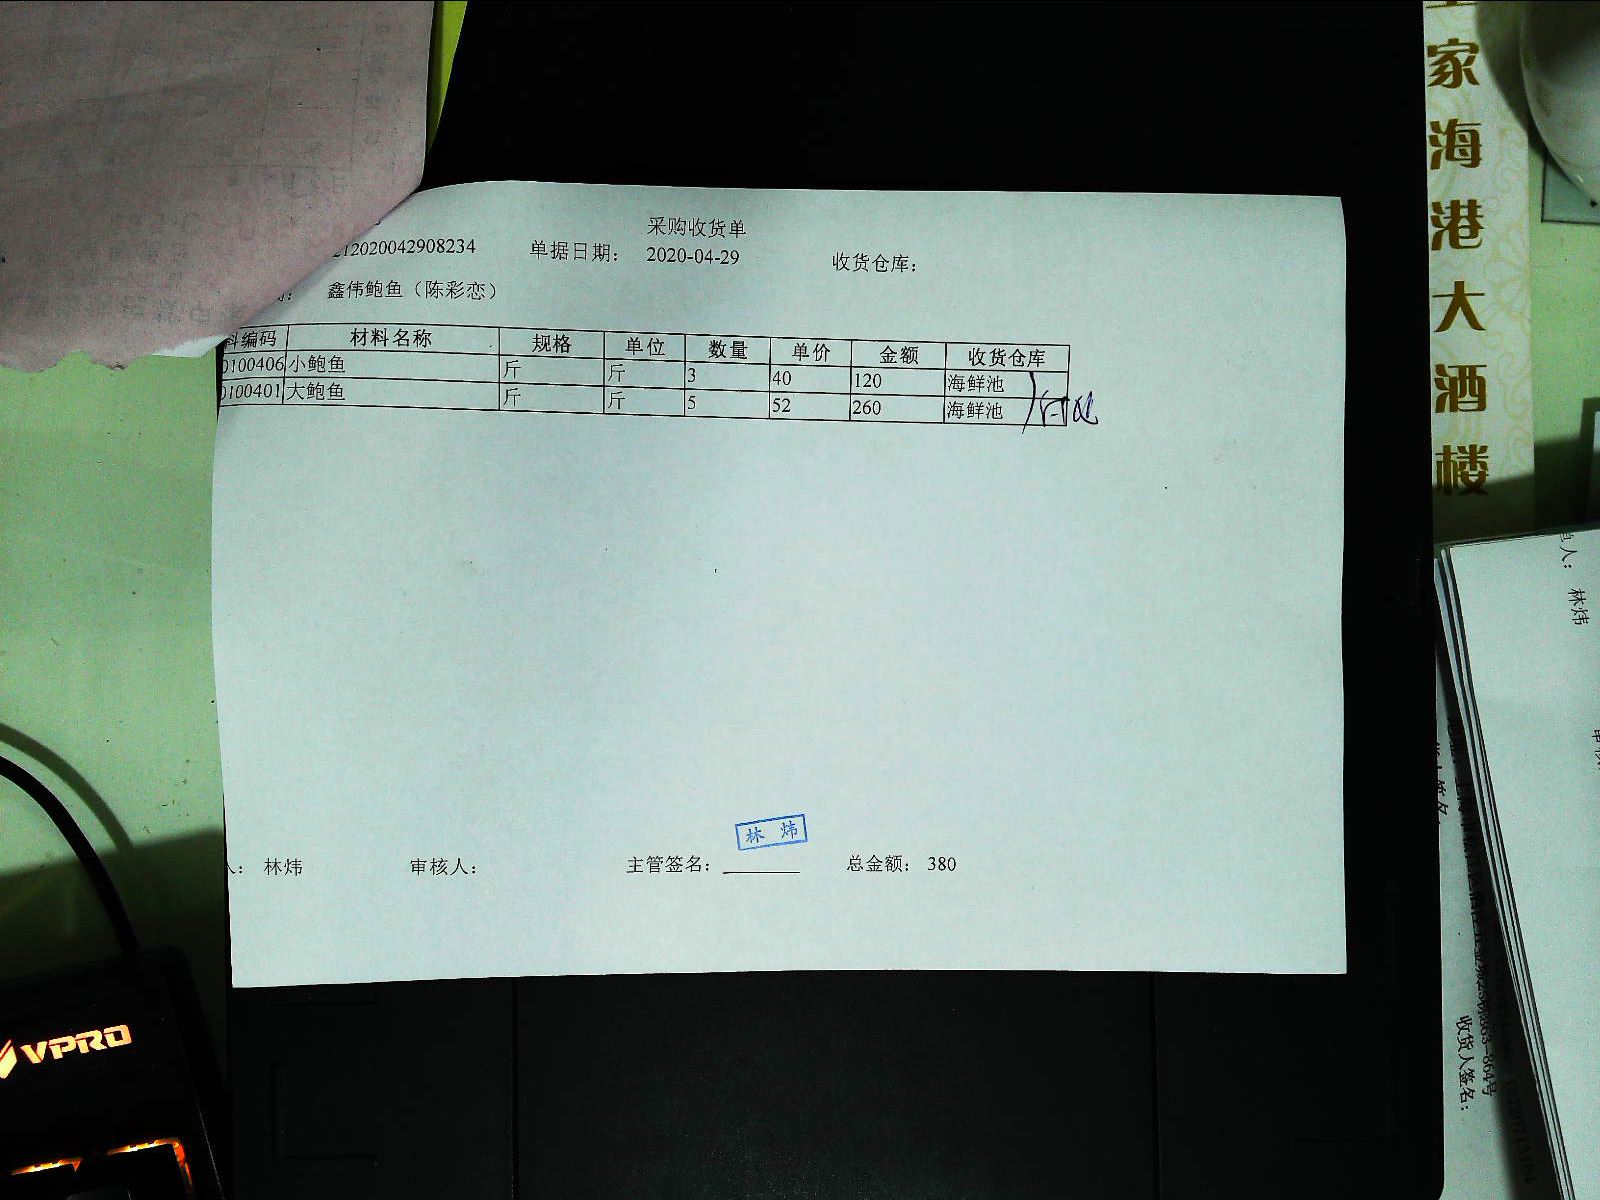 采购收货单
212020042908234 单据日期: 2020-04-29 收货仓库:
鑫伟鲍鱼（陈彩恋）
料编码 材料名称 规格 单位 数量 单价 金额 收货仓库
0100406 小鲍鱼 斤 斤 3 40 120 海鲜池
0100401 大鲍鱼 斤 斤 5 52 260 海鲜池
林炜
人: 林炜 审核人: 主管签名: 总金额: 380
家海港大酒楼
林炜
收货人签名:
VPRO